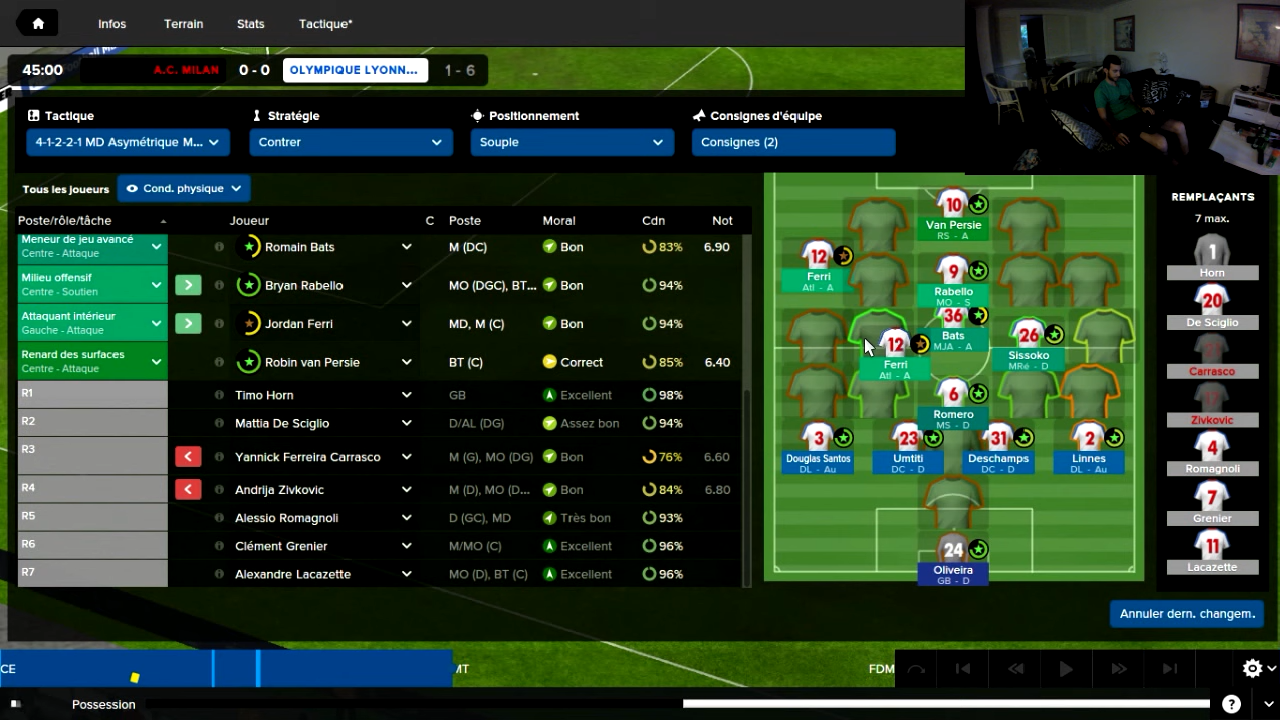 Infos Terrain Stats Tactique*
45:00 A.C. MILAN 0 - 0 OLYMPIQUE LYONN... 1 - 6
Tactique Stratégie Positionnement Consignes d'équipe
4-1-2-2-1 MD Asymétrique M... Contrer Souple Consignes (2)
Tous les joueurs Cond. physique
Poste/rôle/tâche Joueur C Poste Moral Cdn Not
Meneur de jeu avancé
Centre - Attaque
Romain Bats M (DC) Bon 83% 6.90
Milieu offensif
Centre - Soutien
Bryan Rabello MO (DGC), BT... Bon 94%
Attaquant intérieur
Gauche - Attaque
Jordan Ferri MD, M (C) Bon 94%
Renard des surfaces
Centre - Attaque
Robin van Persie BT (C) Correct 85% 6.40
R1 Timo Horn GB Excellent 98%
R2 Mattia De Sciglio D/AL (DG) Assez bon 94%
R3 Yannick Ferreira Carrasco M (G), MO (DG) Bon 76% 6.60
R4 Andrija Zivkovic M (D), MO (D... Bon 84% 6.80
R5 Alessio Romagnoli D (GC), MD Très bon 93%
R6 Clément Grenier M/MO (C) Excellent 96%
R7 Alexandre Lacazette MO (D), BT (C) Excellent 96%
10
Van Persie
RS - A
12
Ferri
Atl - A
9
Rabello
MO - S
36
Bats
MJA - A
12
Ferri
Atl - A
26
Sissoko
MRé - D
6
Romero
MS - D
3
Douglas Santos
DL - Au
23
Umtiti
DC - D
31
Deschamps
DC - D
2
Linnes
DL - Au
24
Oliveira
GB - D
REMPLAÇANTS
7 max.
1
Horn
20
De Sciglio
Carrasco
Zivkovic
4
Romagnoli
7
Grenier
11
Lacazette
Annuler dern. changem.
CE MT FDM
Possession ?